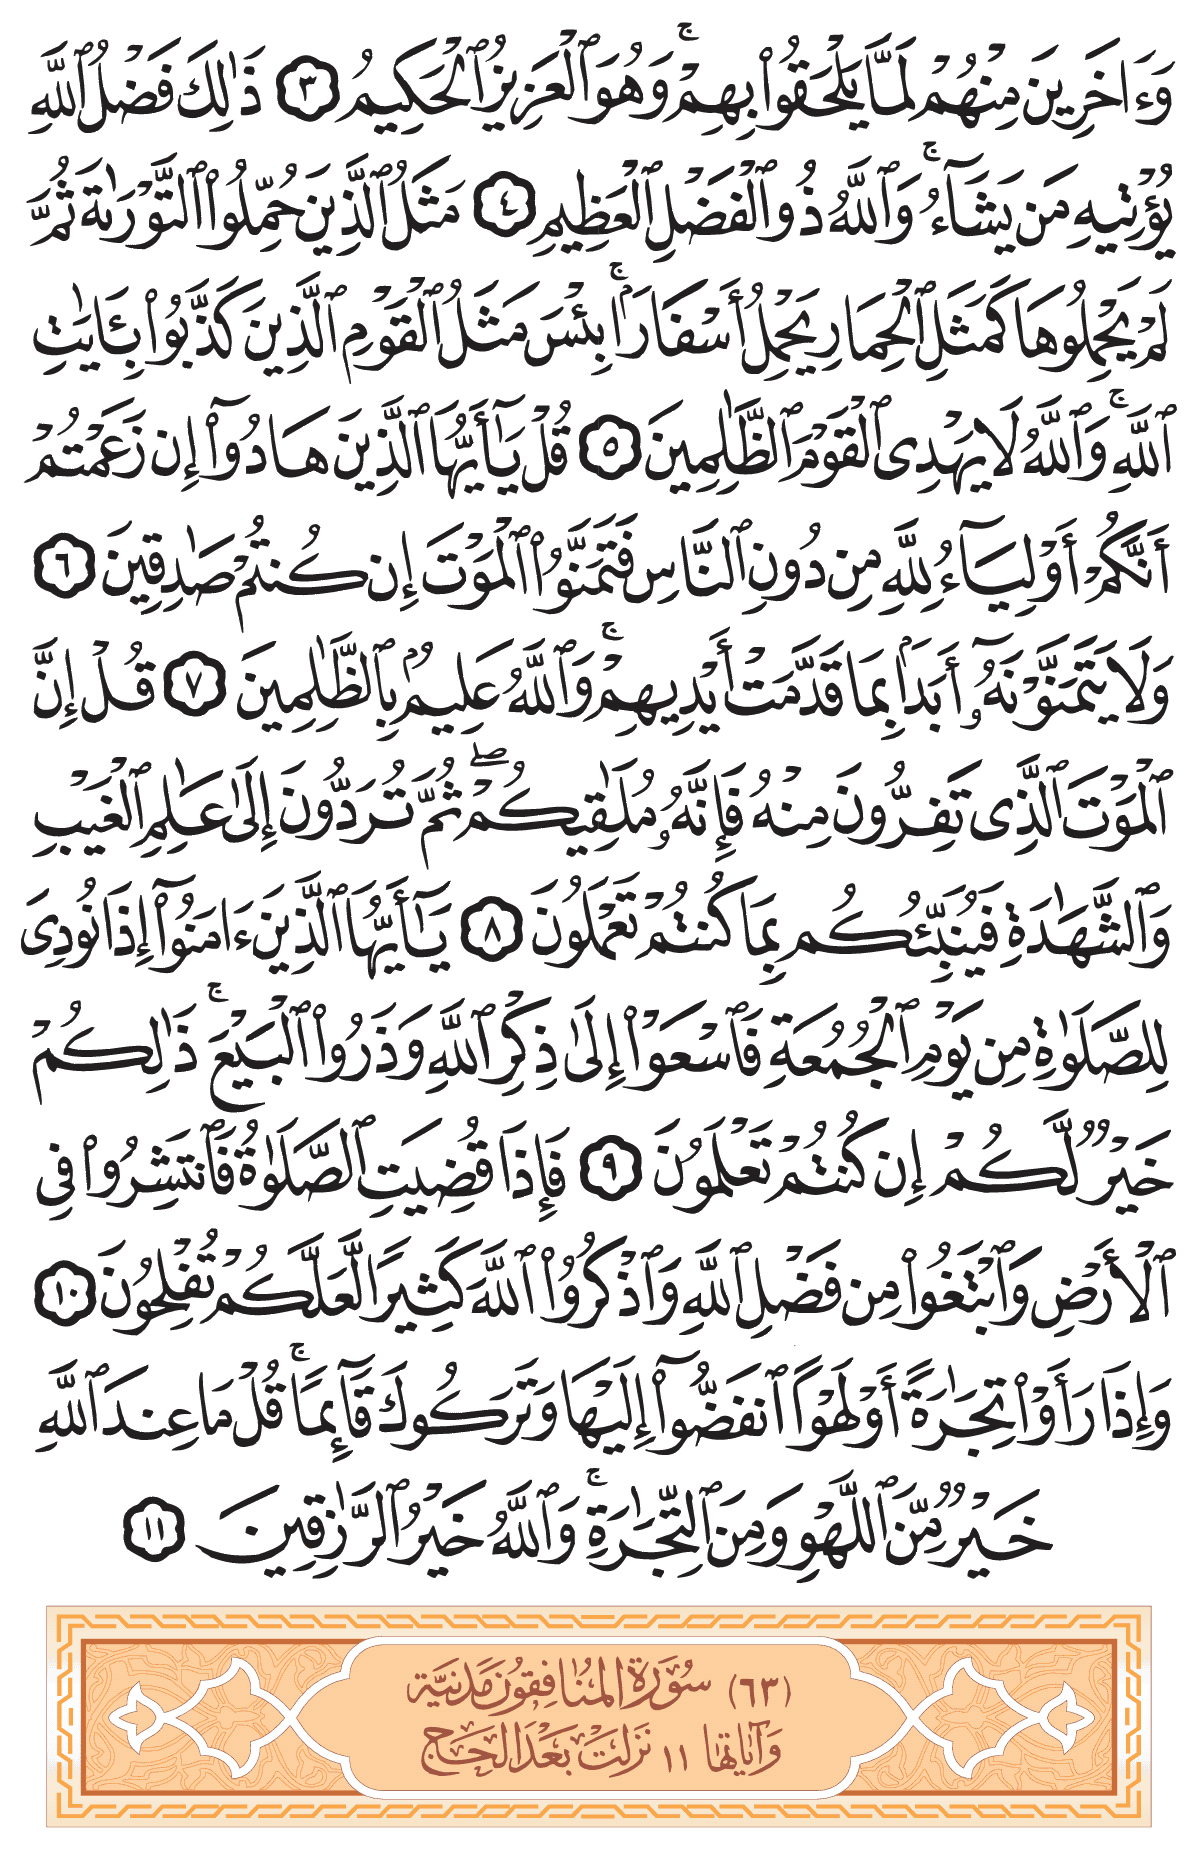 وَءَاخَرِينَ مِنْهُمْ لَمَّا يَلْحَقُوا۟ بِهِمْ ۚ وَهُوَ ٱلْعَزِيزُ ٱلْحَكِيمُ ٣ ذَٰلِكَ فَضْلُ ٱللَّهِ
يُؤْتِيهِ مَن يَشَآءُ ۚ وَٱللَّهُ ذُو ٱلْفَضْلِ ٱلْعَظِيمِ ٤ مَثَلُ ٱلَّذِينَ حُمِّلُوا۟ ٱلتَّوْرَىٰةَ ثُمَّ
لَمْ يَحْمِلُوهَا كَمَثَلِ ٱلْحِمَارِ يَحْمِلُ أَسْفَارًۢا ۚ بِئْسَ مَثَلُ ٱلْقَوْمِ ٱلَّذِينَ كَذَّبُوا۟ بِـَٔايَٰتِ
ٱللَّهِ ۚ وَٱللَّهُ لَا يَهْدِى ٱلْقَوْمَ ٱلظَّٰلِمِينَ ٥ قُلْ يَٰٓأَيُّهَا ٱلَّذِينَ هَادُوٓا۟ إِن زَعَمْتُمْ
أَنَّكُمْ أَوْلِيَآءُ لِلَّهِ مِن دُونِ ٱلنَّاسِ فَتَمَنَّوُا۟ ٱلْمَوْتَ إِن كُنتُمْ صَٰدِقِينَ ٦
وَلَا يَتَمَنَّوْنَهُۥٓ أَبَدًۢا بِمَا قَدَّمَتْ أَيْدِيهِمْ ۚ وَٱللَّهُ عَلِيمٌۢ بِٱلظَّٰلِمِينَ ٧ قُلْ إِنَّ
ٱلْمَوْتَ ٱلَّذِى تَفِرُّونَ مِنْهُ فَإِنَّهُۥ مُلَٰقِيكُمْ ۖ ثُمَّ تُرَدُّونَ إِلَىٰ عَٰلِمِ ٱلْغَيْبِ
وَٱلشَّهَٰدَةِ فَيُنَبِّئُكُم بِمَا كُنتُمْ تَعْمَلُونَ ٨ يَٰٓأَيُّهَا ٱلَّذِينَ ءَامَنُوٓا۟ إِذَا نُودِىَ
لِلصَّلَوٰةِ مِن يَوْمِ ٱلْجُمُعَةِ فَٱسْعَوْا۟ إِلَىٰ ذِكْرِ ٱللَّهِ وَذَرُوا۟ ٱلْبَيْعَ ۚ ذَٰلِكُمْ
خَيْرٌ لَّكُمْ إِن كُنتُمْ تَعْلَمُونَ ٩ فَإِذَا قُضِيَتِ ٱلصَّلَوٰةُ فَٱنتَشِرُوا۟ فِى
ٱلْأَرْضِ وَٱبْتَغُوا۟ مِن فَضْلِ ٱللَّهِ وَٱذْكُرُوا۟ ٱللَّهَ كَثِيرًا لَّعَلَّكُمْ تُفْلِحُونَ ١٠
وَإِذَا رَأَوْا۟ تِجَٰرَةً أَوْ لَهْوًا ٱنفَضُّوٓا۟ إِلَيْهَا وَتَرَكُوكَ قَآئِمًا ۚ قُلْ مَا عِندَ ٱللَّهِ
خَيْرٌ مِّنَ ٱللَّهْوِ وَمِنَ ٱلتِّجَٰرَةِ ۚ وَٱللَّهُ خَيْرُ ٱلرَّٰزِقِينَ ١١
(٦٣) سُورَة المُنَافِقُون مَدَنيَّة
وَآيَاتهَا ١١ نَزَلَتْ بَعْدَ الحَج